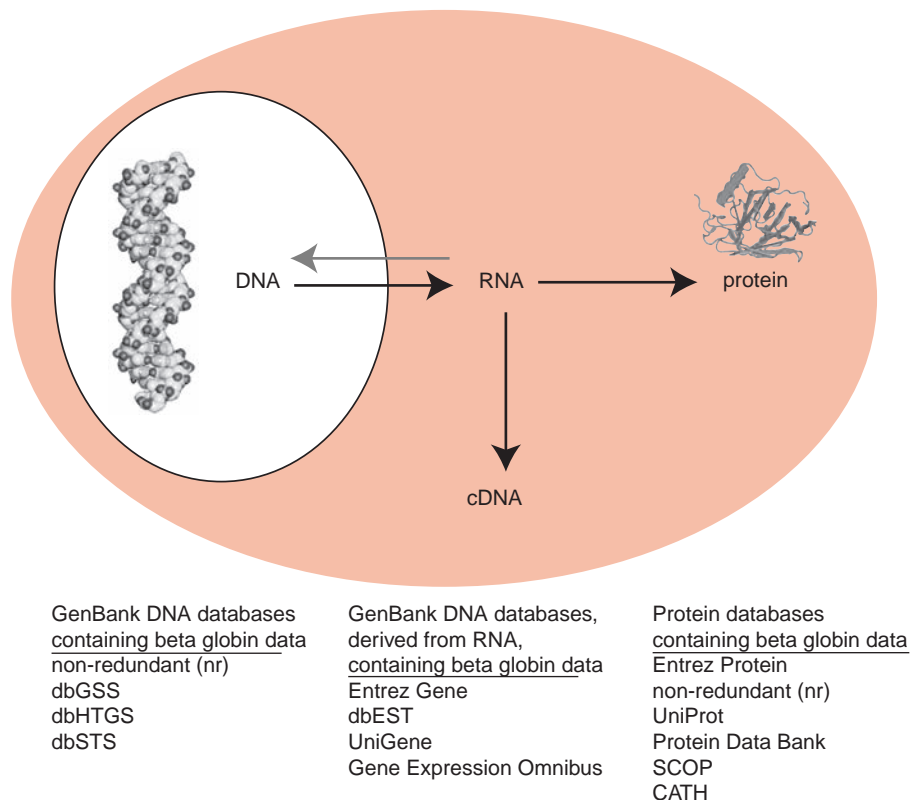 DNA
RNA
protein
cDNA
GenBank DNA databases
containing beta globin data
non-redundant (nr)
dbGSS
dbHTGS
dbSTS
GenBank DNA databases,
derived from RNA,
containing beta globin data
Entrez Gene
dbEST
UniGene
Gene Expression Omnibus
Protein databases
containing beta globin data
Entrez Protein
non-redundant (nr)
UniProt
Protein Data Bank
SCOP
CATH